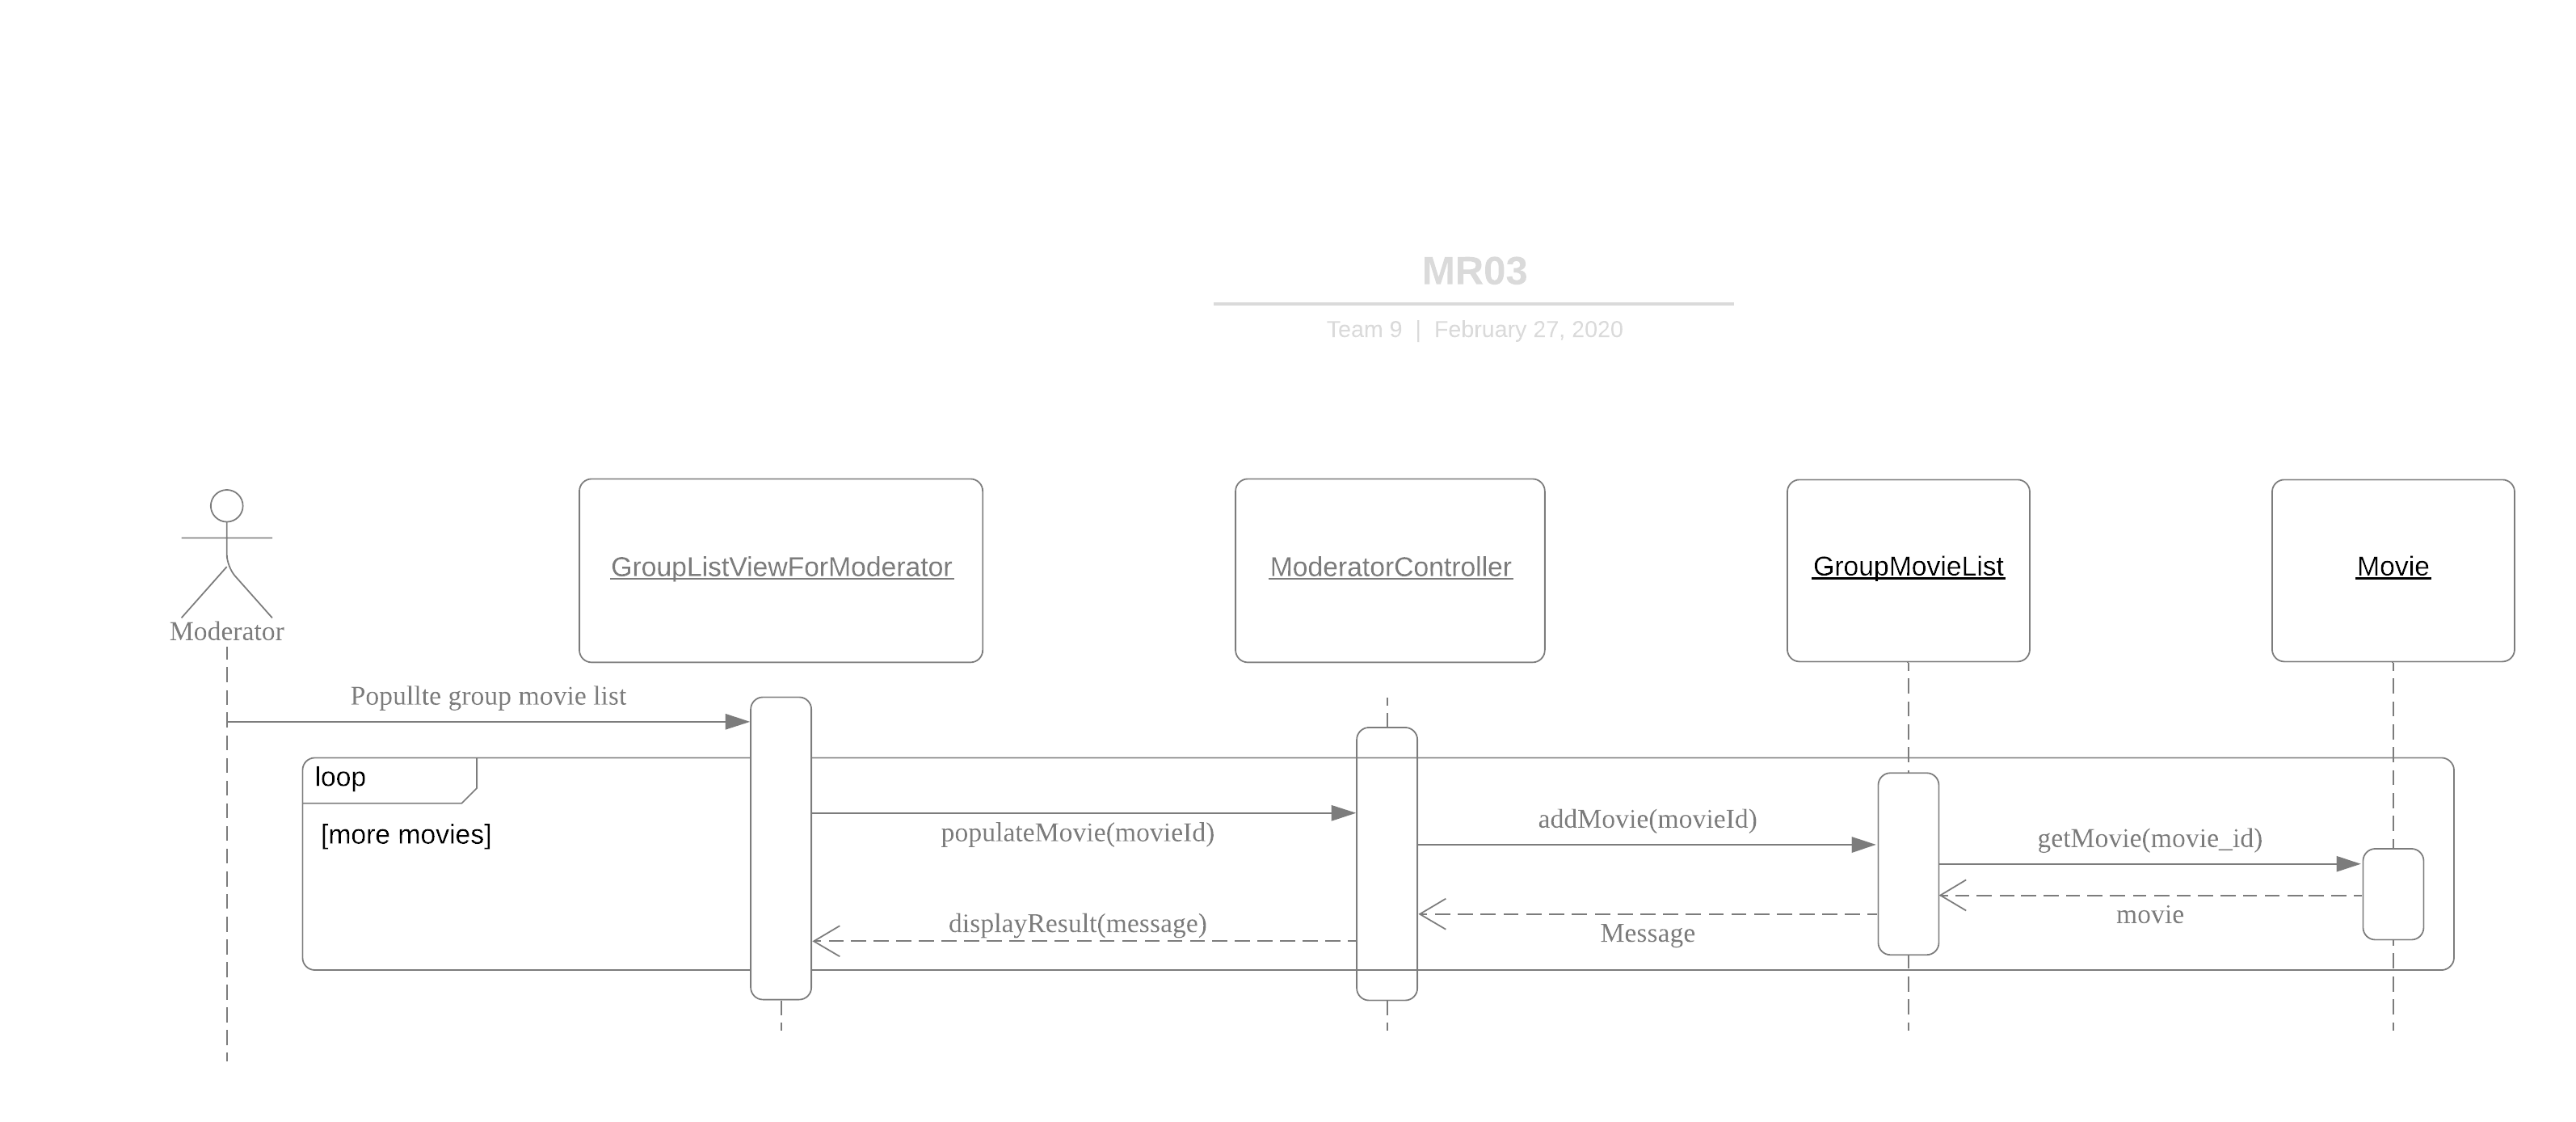 MR03
Team 9 | February 27, 2020
GroupListViewForModerator
ModeratorController
GroupMovieList
Movie
Moderator
Popullte group movie list
loop
[more movies]
populateMovie(movieId)
addMovie(movieId)
getMovie(movie_id)
movie
Message
displayResult(message)